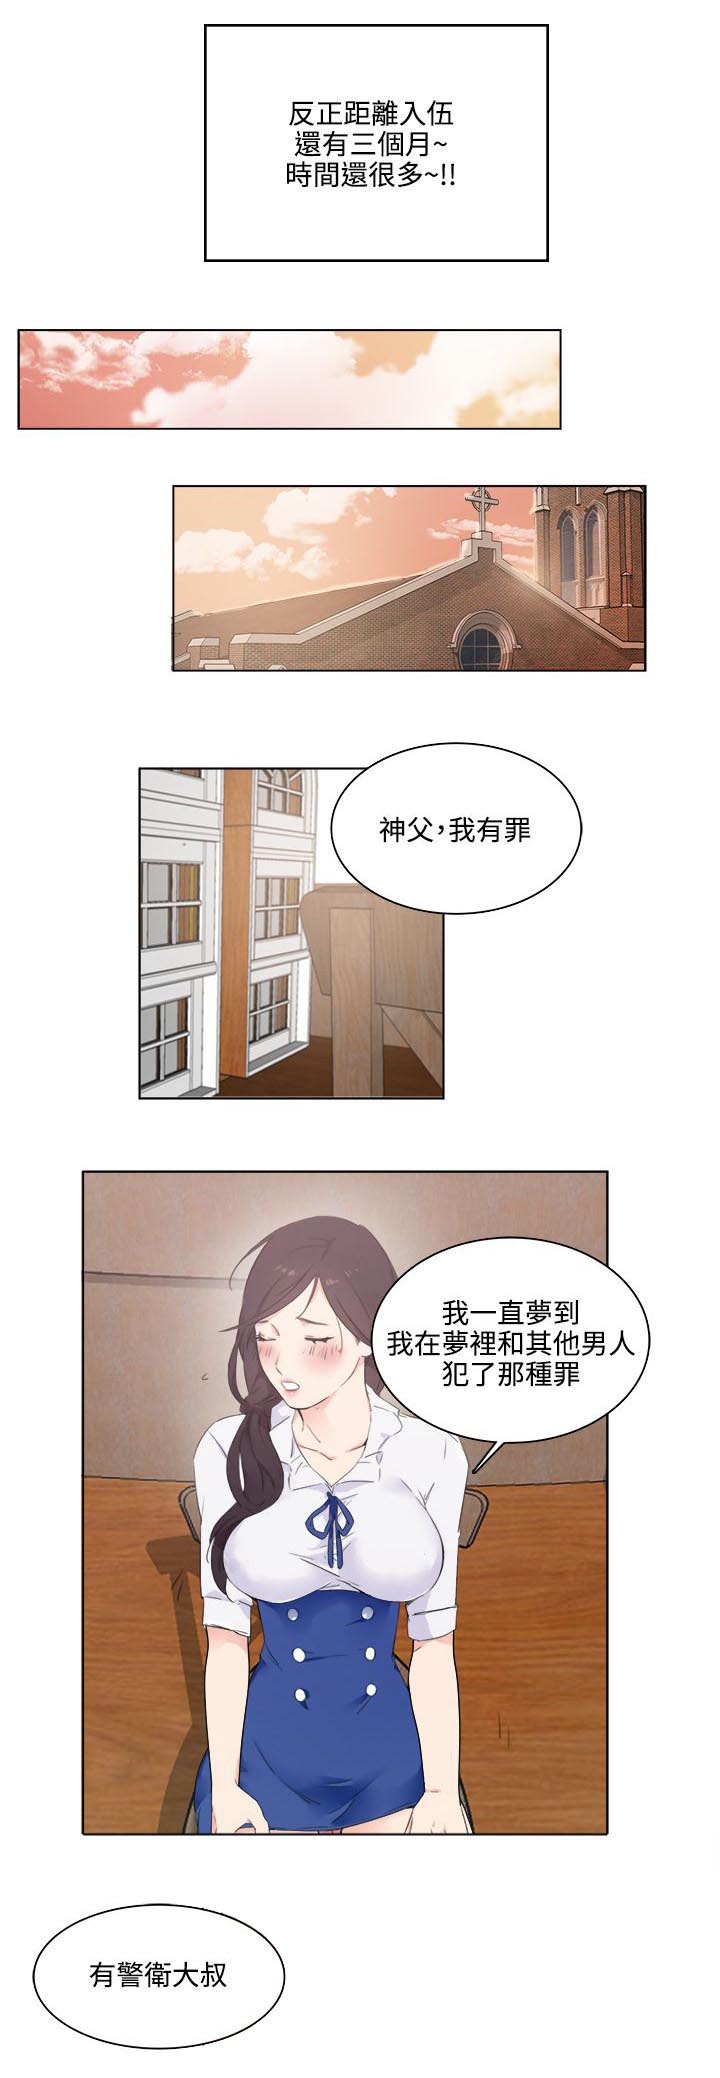 反正距離入伍
還有三個月~
時間還很多~!!
神父，我有罪
我一直夢到
我在夢裡和其他男人
犯了那種罪
有警衛大叔